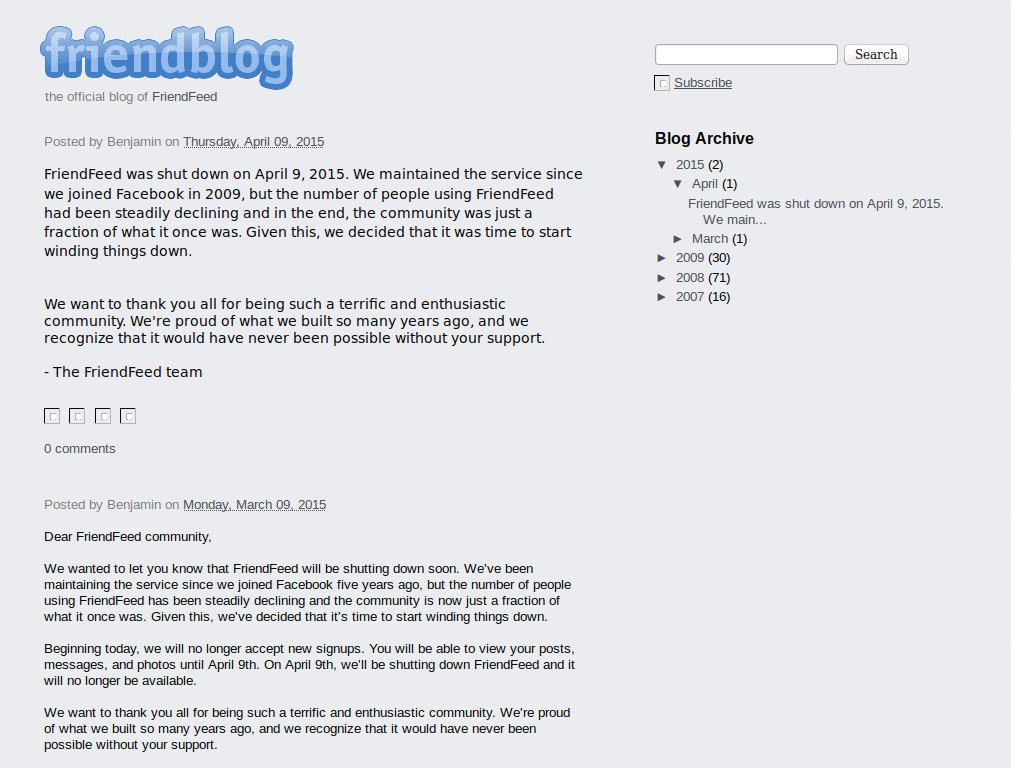 friendblog
the official blog of FriendFeed
Search
Subscribe
Posted by Benjamin on Thursday, April 09, 2015
FriendFeed was shut down on April 9, 2015. We maintained the service since
we joined Facebook in 2009, but the number of people using FriendFeed
had been steadily declining and in the end, the community was just a
fraction of what it once was. Given this, we decided that it was time to start
winding things down.
We want to thank you all for being such a terrific and enthusiastic
community. We're proud of what we built so many years ago, and we
recognize that it would have never been possible without your support.
- The FriendFeed team
0 comments
Posted by Benjamin on Monday, March 09, 2015
Dear FriendFeed community,
We wanted to let you know that FriendFeed will be shutting down soon. We've been
maintaining the service since we joined Facebook five years ago, but the number of people
using FriendFeed has been steadily declining and the community is now just a fraction of
what it once was. Given this, we've decided that it's time to start winding things down.
Beginning today, we will no longer accept new signups. You will be able to view your posts,
messages, and photos until April 9th. On April 9th, we'll be shutting down FriendFeed and it
will no longer be available.
We want to thank you all for being such a terrific and enthusiastic community. We're proud
of what we built so many years ago, and we recognize that it would have never been
possible without your support.
Blog Archive
▼ 2015 (2)
▼ April (1)
FriendFeed was shut down on April 9, 2015.
We main...
► March (1)
► 2009 (30)
► 2008 (71)
► 2007 (16)